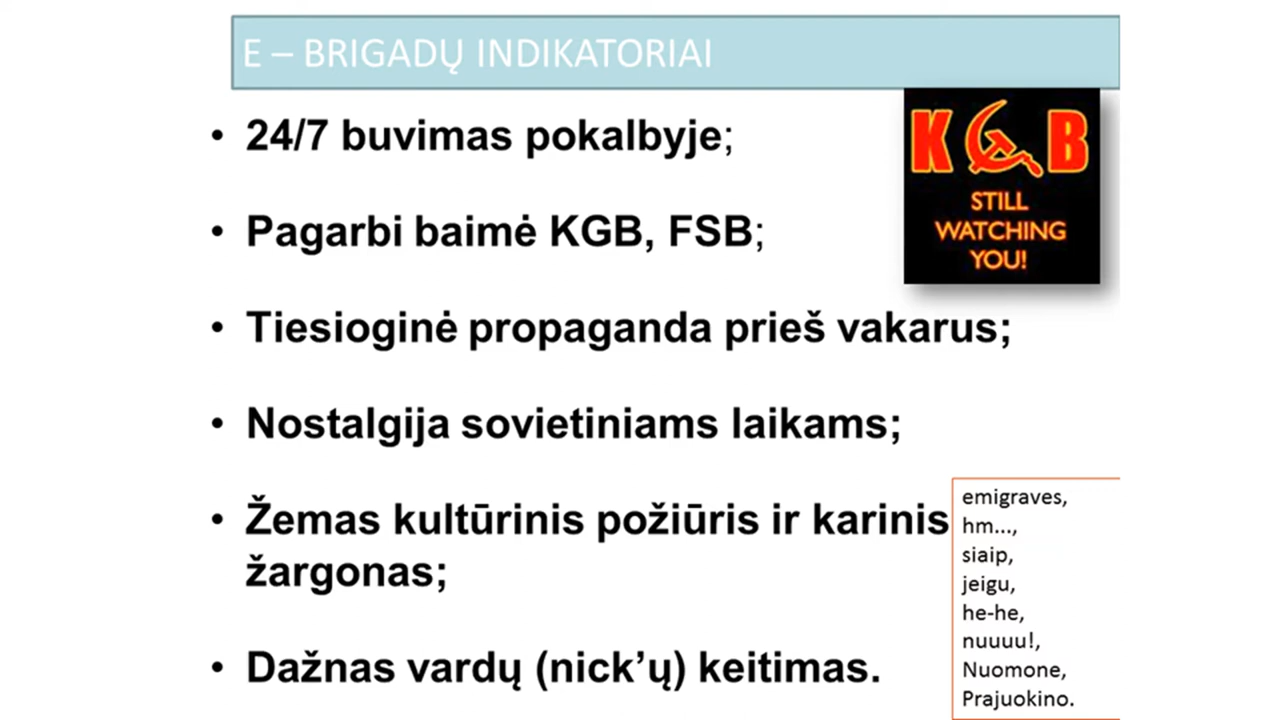 E – BRIGADŲ INDIKATORIAI
• 24/7 buvimas pokalbyje;
• Pagarbi baimė KGB, FSB;
• Tiesioginė propaganda prieš vakarus;
• Nostalgija sovietiniams laikams;
• Žemas kultūrinis požiūris ir karinis
žargonas;
• Dažnas vardų (nick’ų) keitimas.
KGB
STILL
WATCHING
YOU!
emigraves,
hm...,
siaip,
jeigu,
he-he,
nuuuu!,
Nuomone,
Prajuokino.